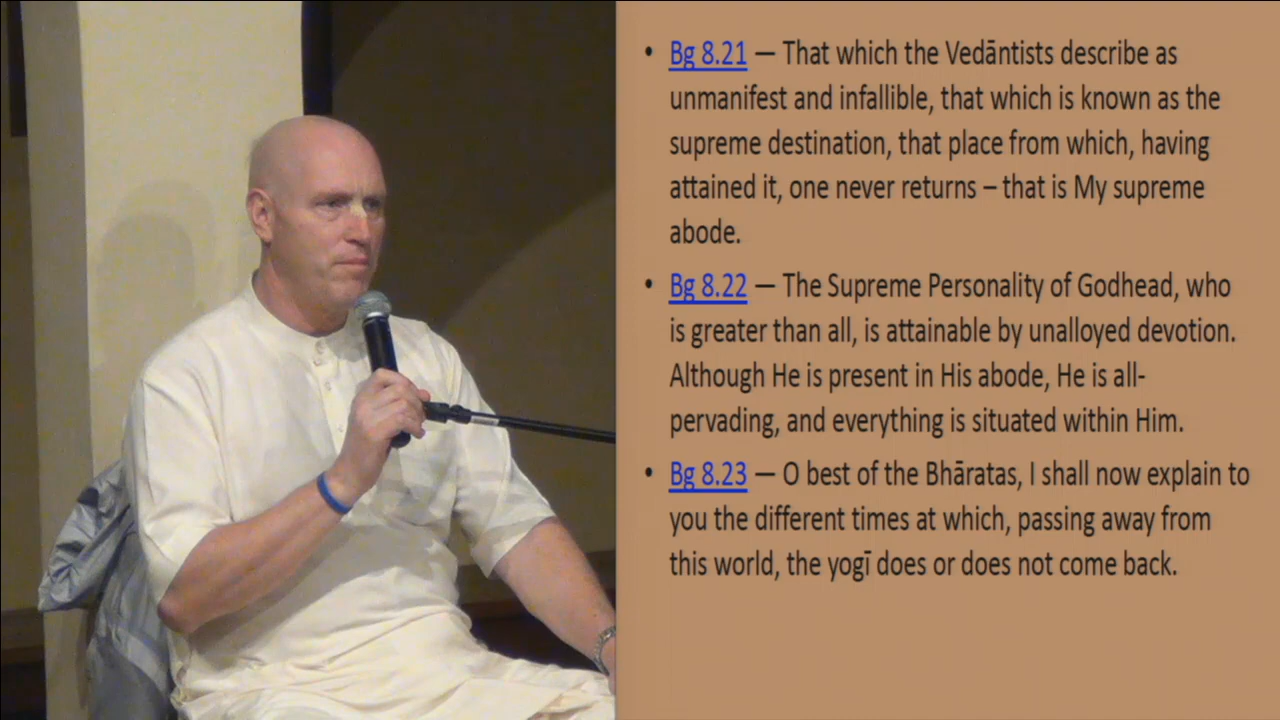 • Bg 8.21 — That which the Vedāntists describe as
unmanifest and infallible, that which is known as the
supreme destination, that place from which, having
attained it, one never returns – that is My supreme
abode.
• Bg 8.22 — The Supreme Personality of Godhead, who
is greater than all, is attainable by unalloyed devotion.
Although He is present in His abode, He is all-
pervading, and everything is situated within Him.
• Bg 8.23 — O best of the Bhāratas, I shall now explain to
you the different times at which, passing away from
this world, the yogī does or does not come back.